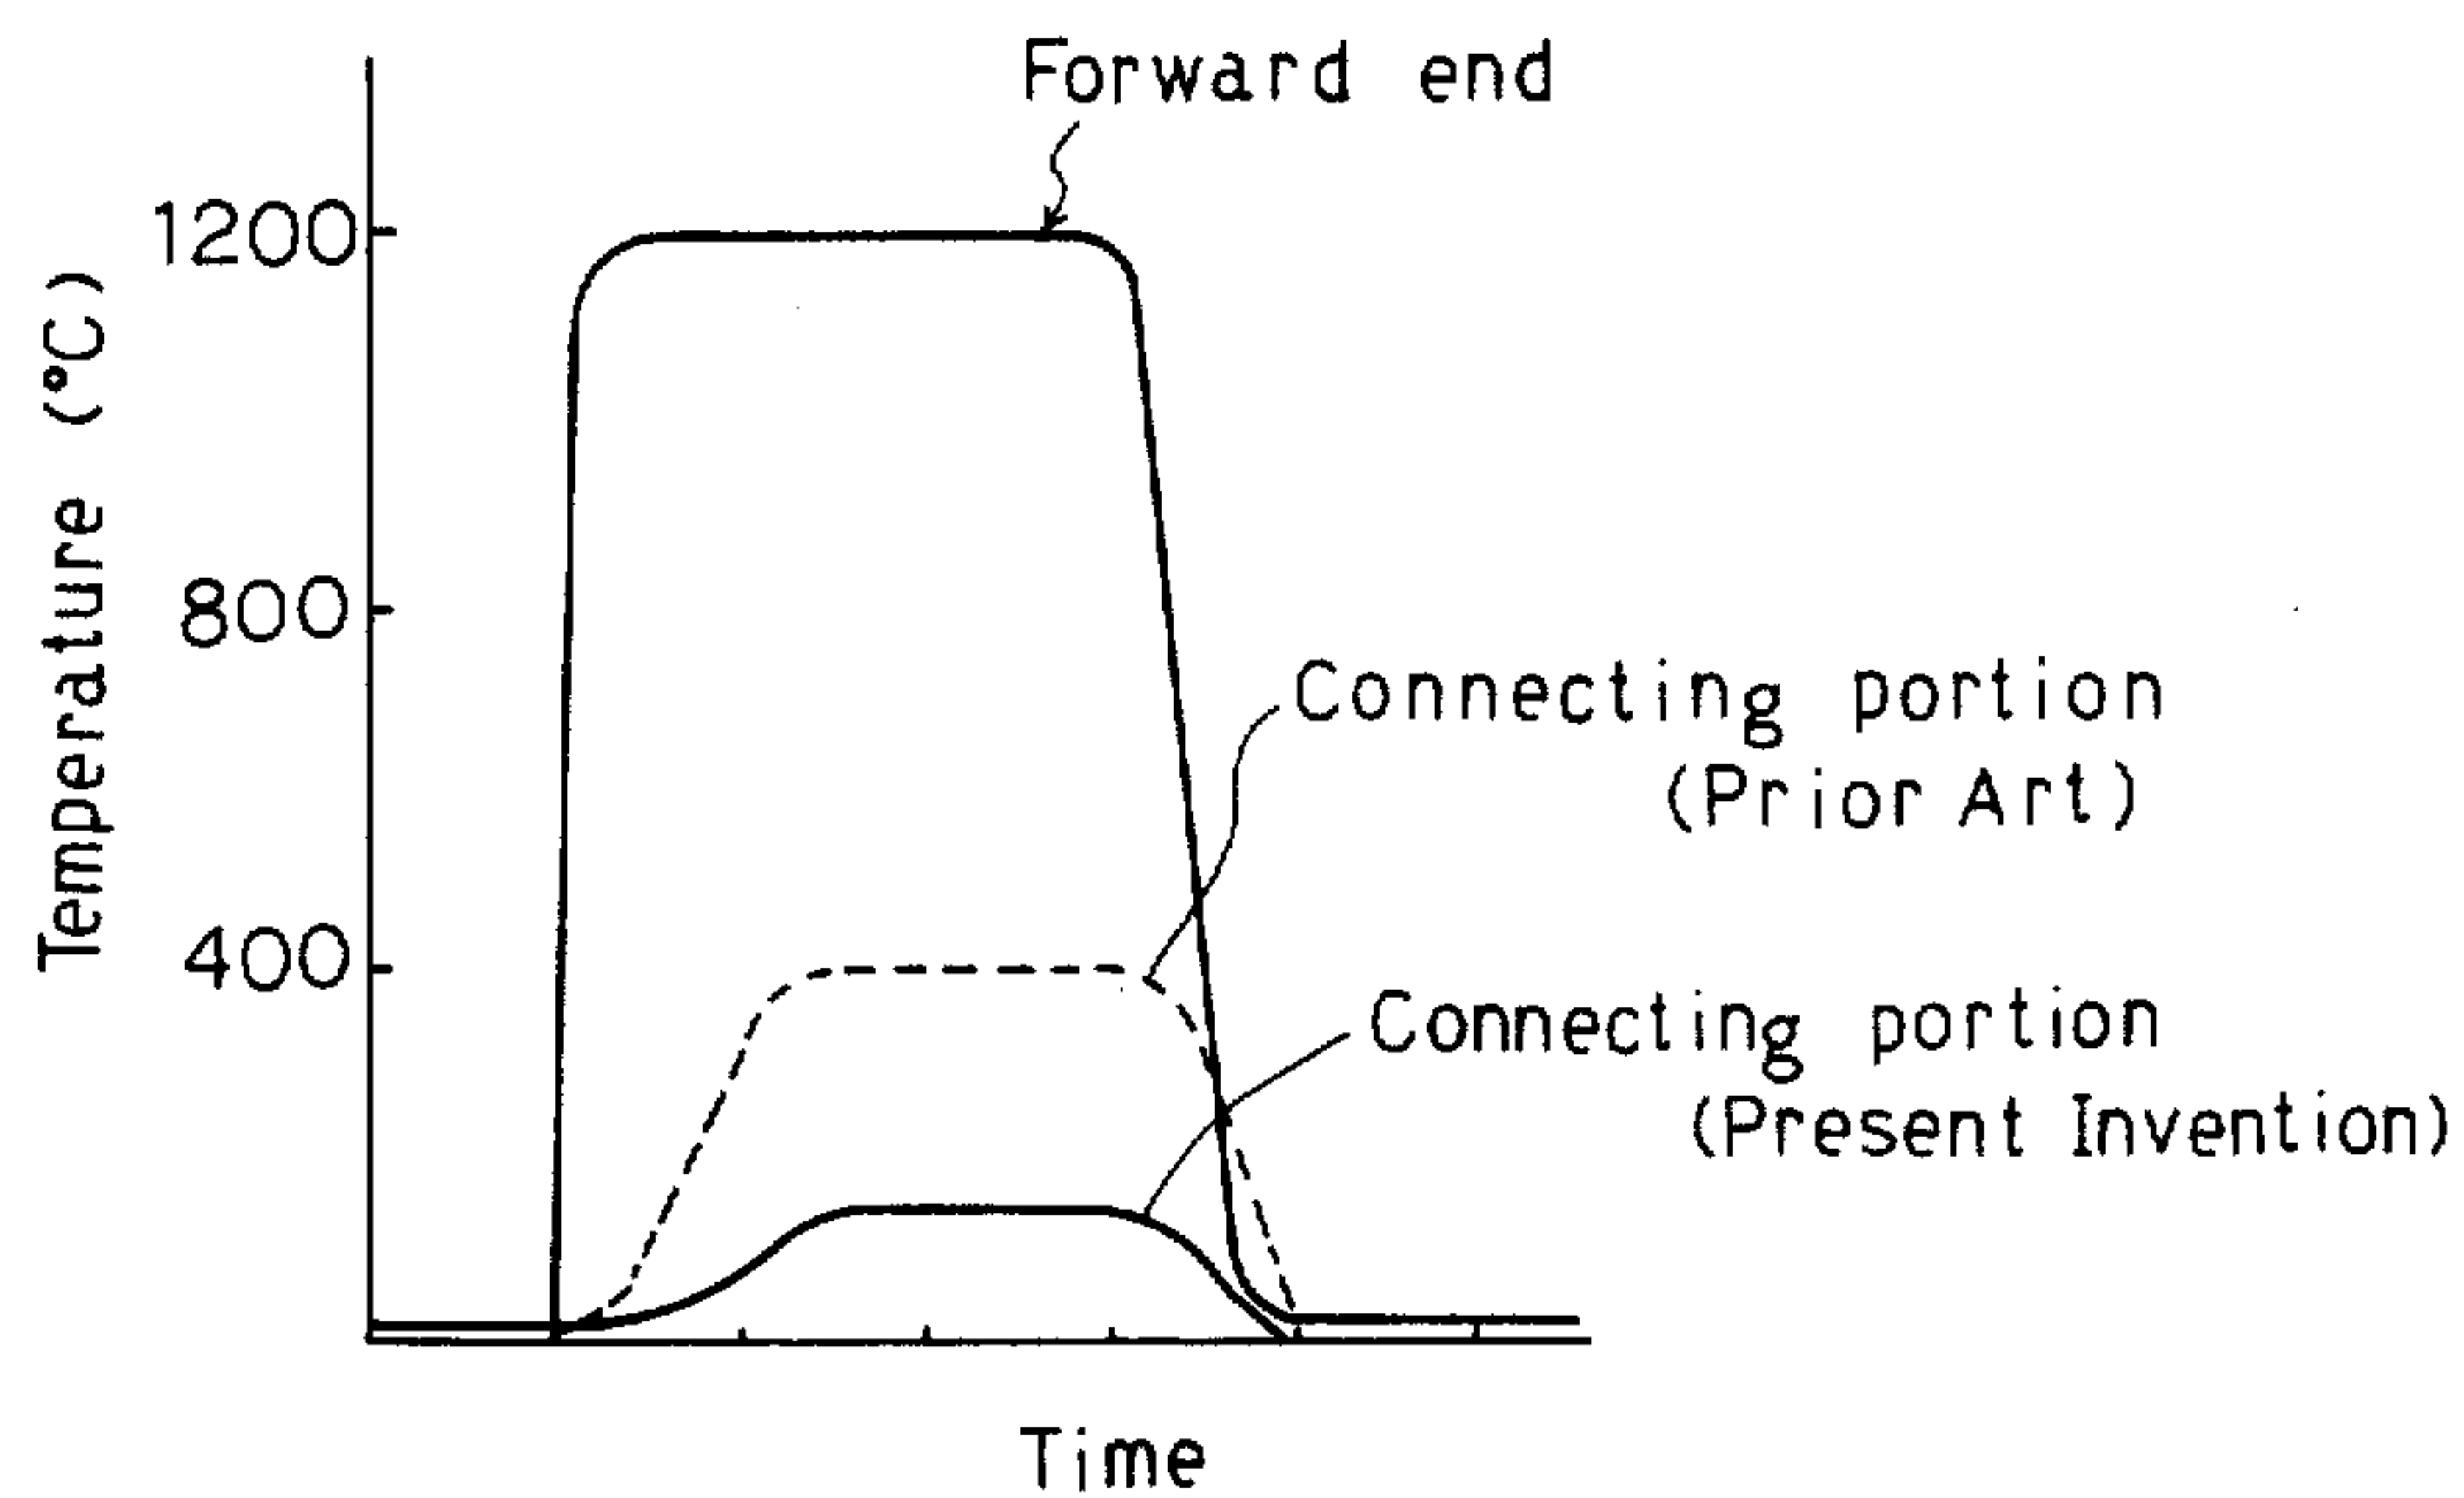 Forward end
1200
Temperature (°C)
800
Connecting portion
(Prior Art)
400
Connecting portion
(Present Invention)
Time